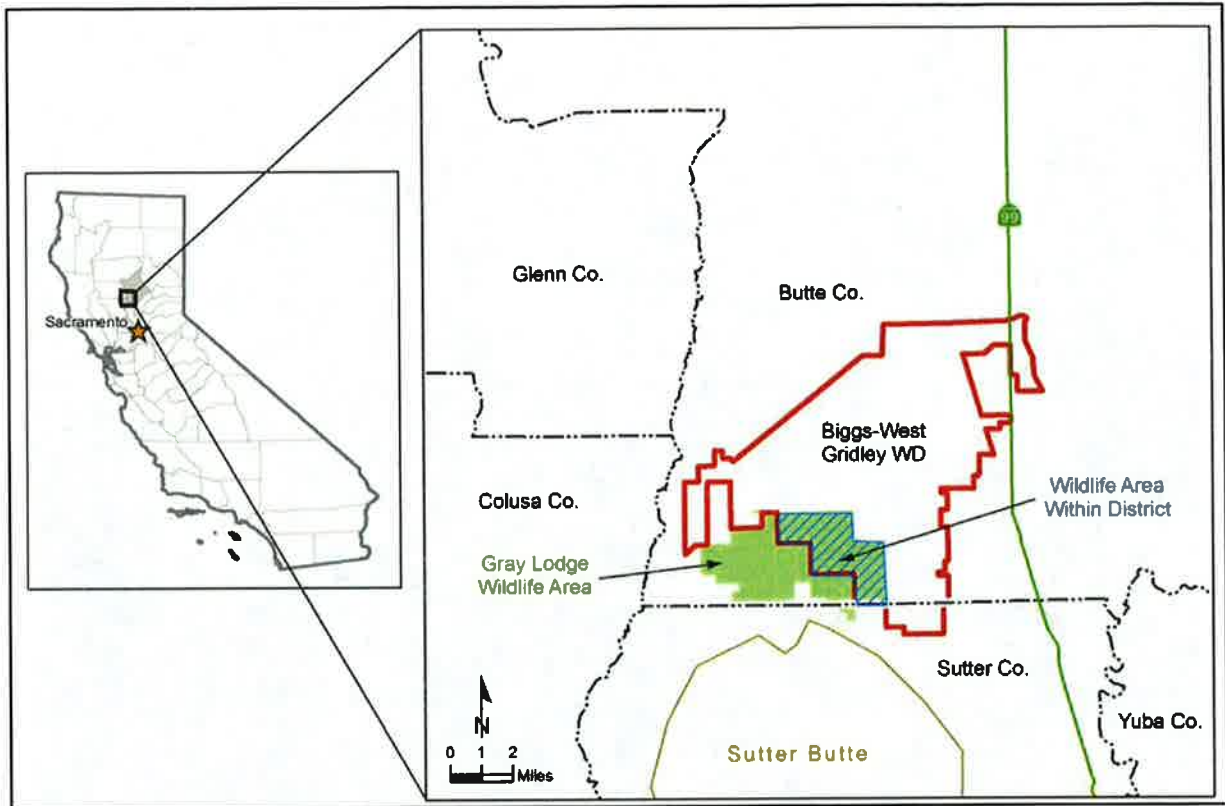 Sacramento
Glenn Co.
Butte Co.
99
Biggs-West
Gridley WD
Colusa Co.
Wildlife Area
Within District
Gray Lodge
Wildlife Area
Sutter Co.
Yuba Co.
Sutter Butte
N
0 1 2
Miles